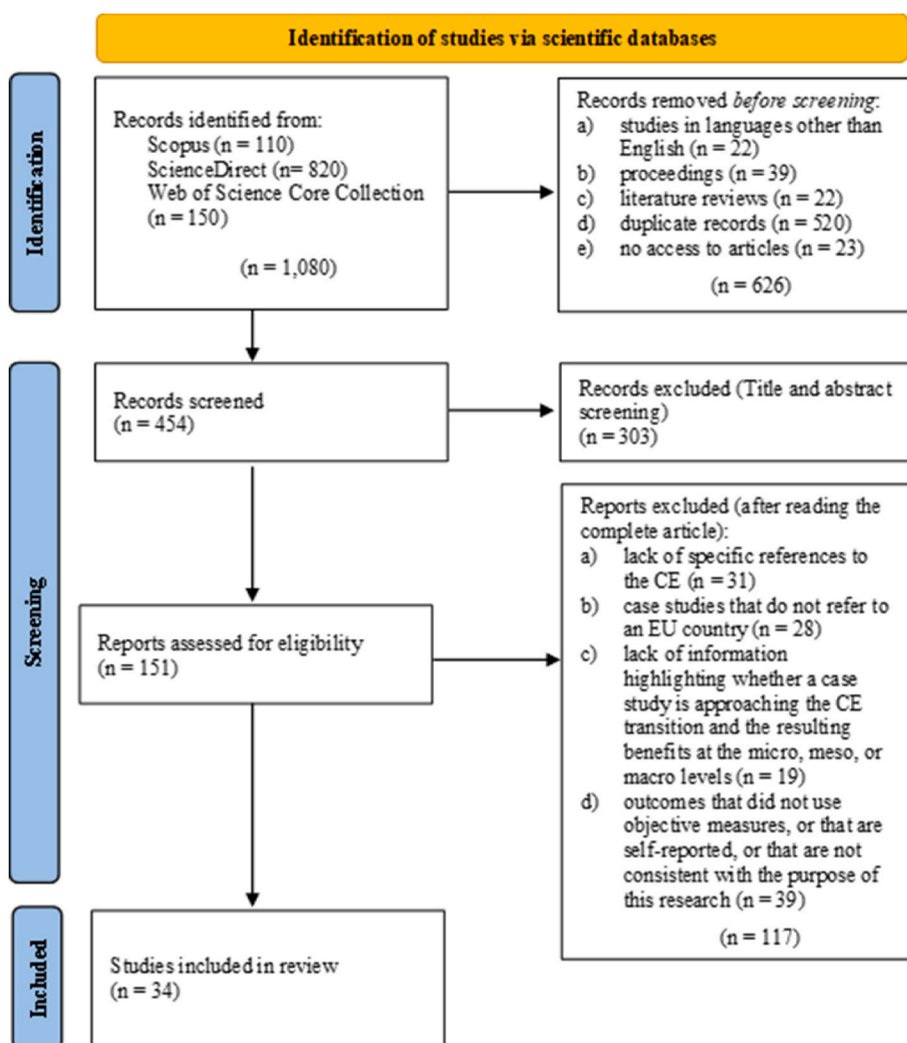 Identification of studies via scientific databases
Identification
Records identified from:
Scopus (n = 110)
ScienceDirect (n= 820)
Web of Science Core Collection
(n = 150)
(n = 1,080)
Records removed before screening:
a) studies in languages other than
English (n = 22)
b) proceedings (n = 39)
c) literature reviews (n = 22)
d) duplicate records (n = 520)
e) no access to articles (n = 23)
(n = 626)
Screening
Records screened
(n = 454)
Records excluded (Title and abstract
screening)
(n = 303)
Reports assessed for eligibility
(n = 151)
Reports excluded (after reading the
complete article):
a) lack of specific references to
the CE (n = 31)
b) case studies that do not refer to
an EU country (n = 28)
c) lack of information
highlighting whether a case
study is approaching the CE
transition and the resulting
benefits at the micro, meso, or
macro levels (n = 19)
d) outcomes that did not use
objective measures, or that are
self-reported, or that are not
consistent with the purpose of
this research (n = 39)
(n = 117)
Included
Studies included in review
(n = 34)